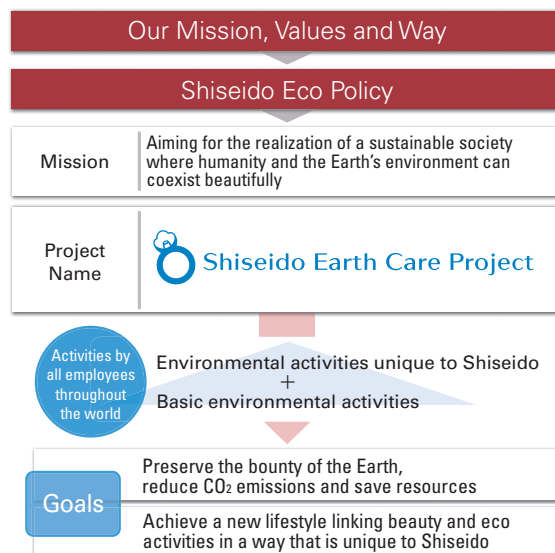 Our Mission, Values and Way
Shiseido Eco Policy
Mission
Aiming for the realization of a sustainable society
where humanity and the Earth's environment can
coexist beautifully
Project
Name
Shiseido Earth Care Project
Activities by
all employees
throughout
the world
Environmental activities unique to Shiseido
+
Basic environmental activities
Goals
Preserve the bounty of the Earth,
reduce CO₂ emissions and save resources
Achieve a new lifestyle linking beauty and eco
activities in a way that is unique to Shiseido